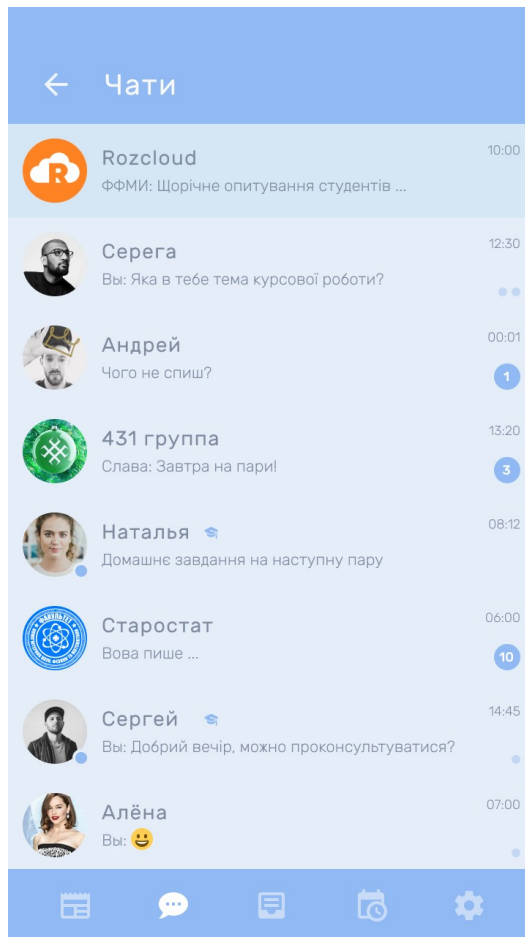 Чати
Rozcloud
10:00
ФФМИ: Щорічне опитування студентів ...
Серега
12:30
Вы: Яка в тебе тема курсової роботи?
Андрей
00:01
Чого не спиш?
1
431 группа
13:20
Слава: Завтра на пари!
3
Наталья
08:12
Домашнє завдання на наступну пару
Старостат
06:00
Вова пише ...
10
Сергей
14:45
Вы: Добрий вечір, можно проконсультуватися?
Алёна
07:00
Вы: 😃